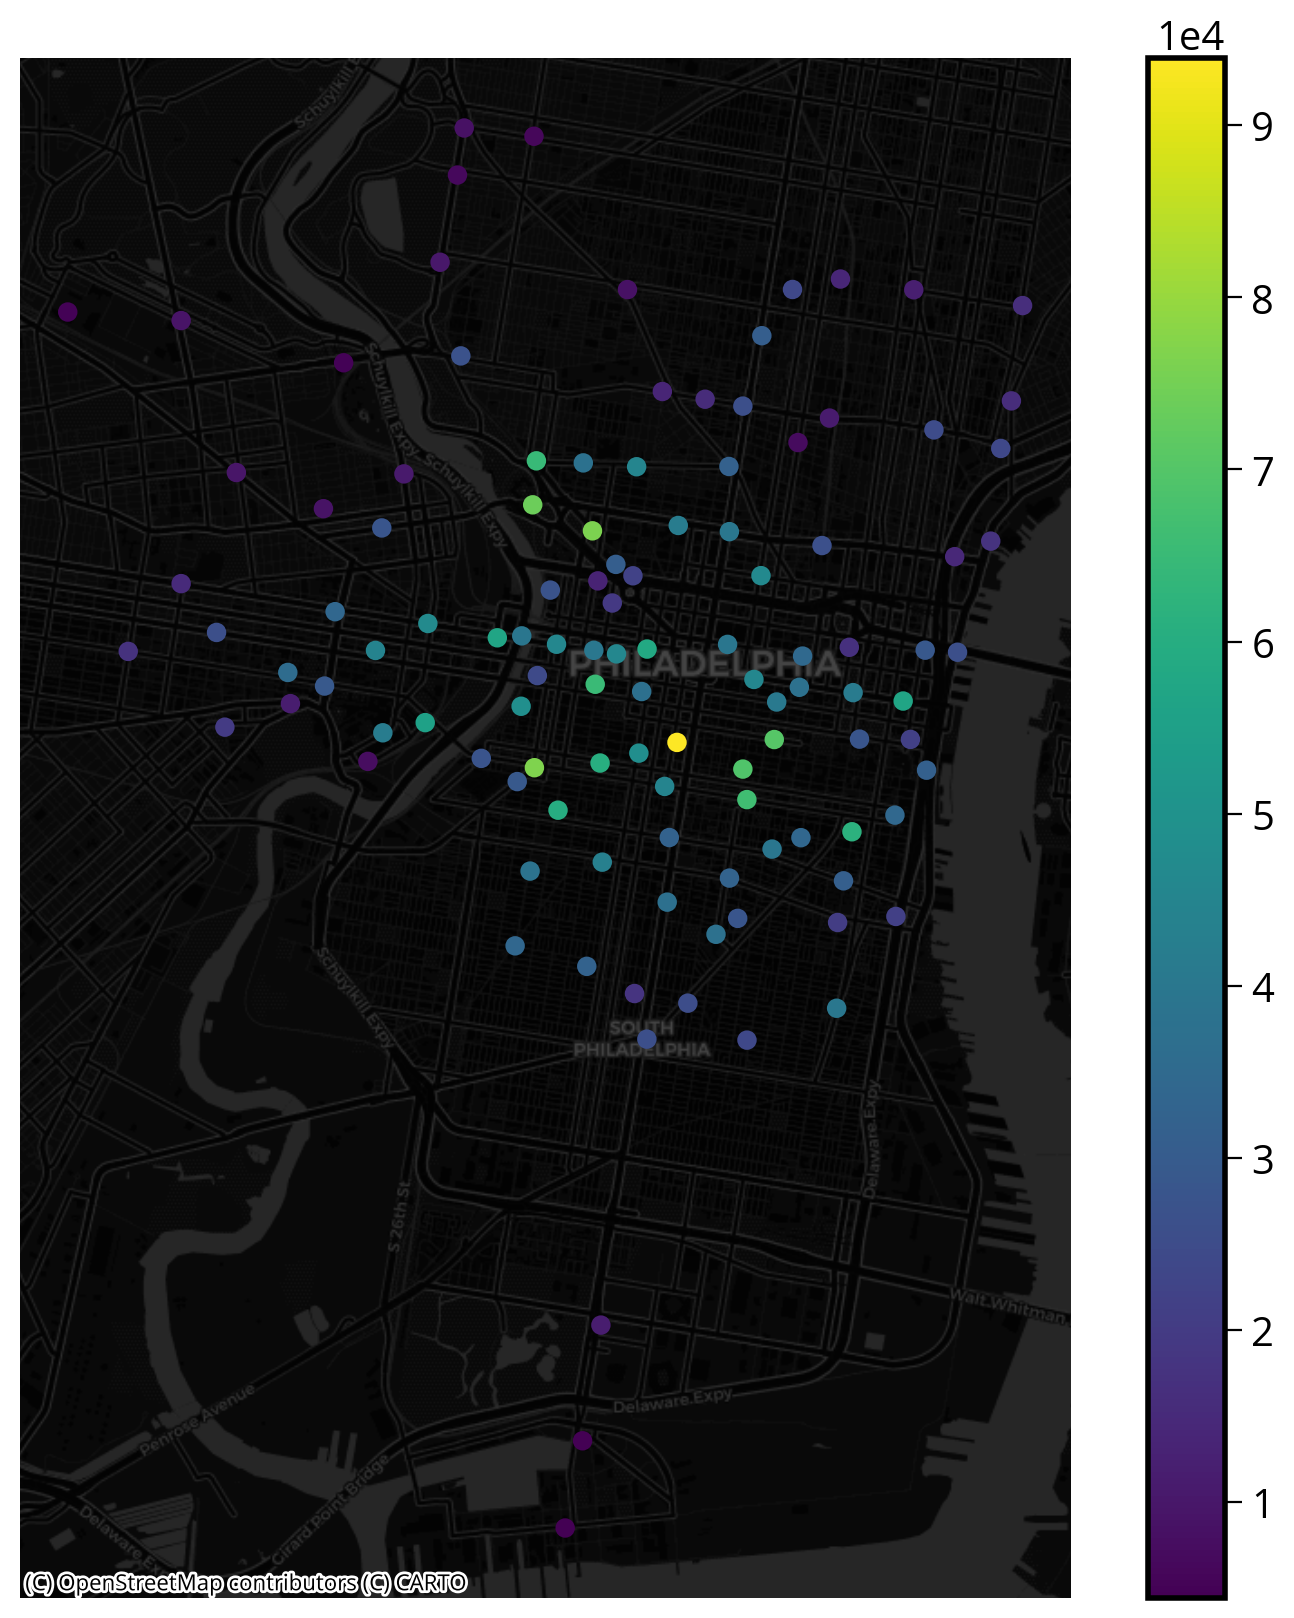 1e4
Schuylkill E
9
8
Schuylkill Expy
Schuylkill Expy
7
6
PHILADELPHIA
5
4
Schuylkill Expy
SOUTH
PHILADELPHIA
Delaware Expy
3
S 26th St
Walt Whitman
2
Delaware Expy
Penrose Avenue
Girard Point Bridge
Delaware Exp
1
(C) OpenStreetMap contributors (C) CARTO